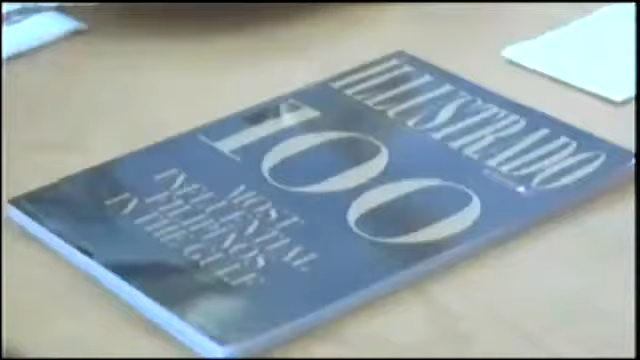 ILLUSTRADO
100
MOST
INFLUENTIAL
FILIPINOS
IN THE GULF